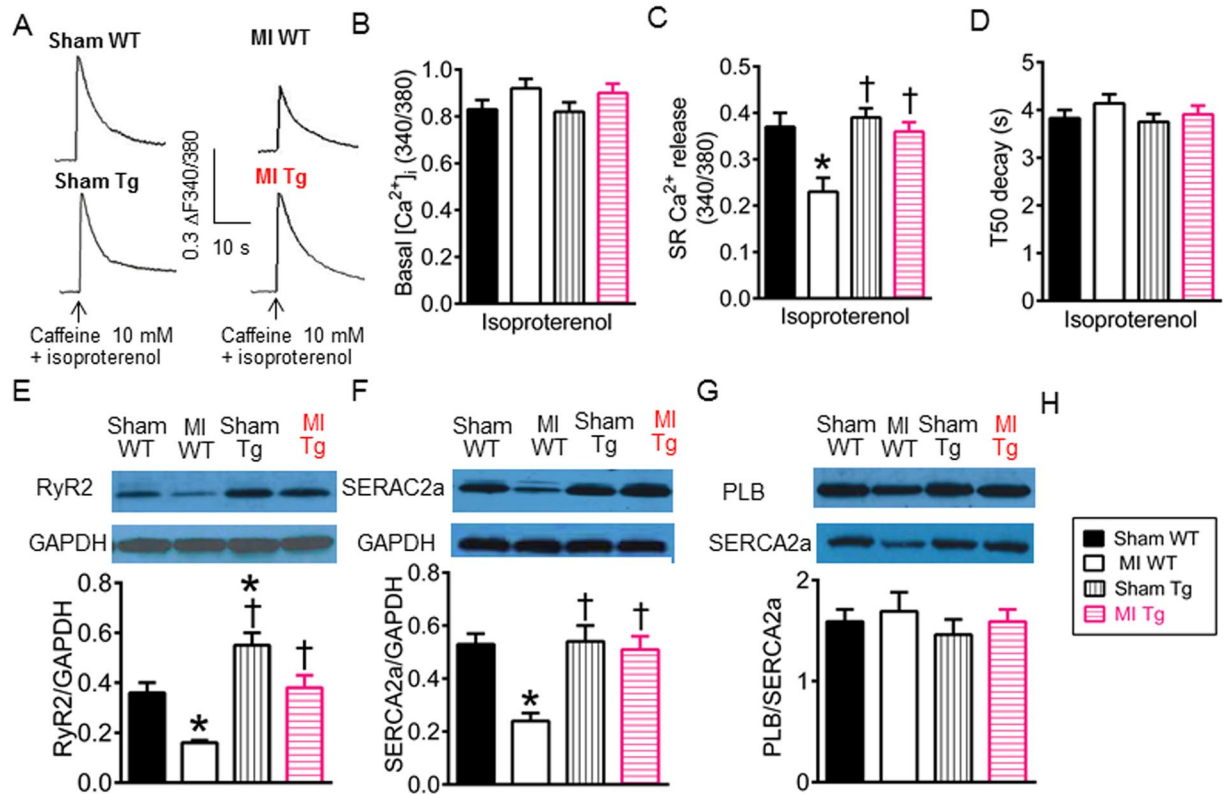 A
Sham WT
MI WT
Sham Tg
MI Tg
0.3 ΔF340/380
10 s
Caffeine 10 mM
+ isoproterenol
Caffeine 10 mM
+ isoproterenol
B
Basal [Ca2+]i (340/380)
1.0
0.8
0.6
0.4
0.2
0.0
Isoproterenol
C
SR Ca2+ release
(340/380)
0.5
0.4
0.3
0.2
0.1
0.0
*
†
†
Isoproterenol
D
T50 decay (s)
5
4
3
2
1
0
Isoproterenol
E
Sham
WT
MI
WT
Sham
Tg
MI
Tg
RyR2
GAPDH
RyR2/GAPDH
0.8
0.6
0.4
0.2
0.0
*
*
†
†
F
Sham
WT
MI
WT
Sham
Tg
MI
Tg
SERAC2a
GAPDH
SERCA2a/GAPDH
0.8
0.6
0.4
0.2
0.0
*
†
†
G
Sham
WT
MI
WT
Sham
Tg
MI
Tg
PLB
SERCA2a
PLB/SERCA2a
2
1
0
H
Sham WT
MI WT
Sham Tg
MI Tg